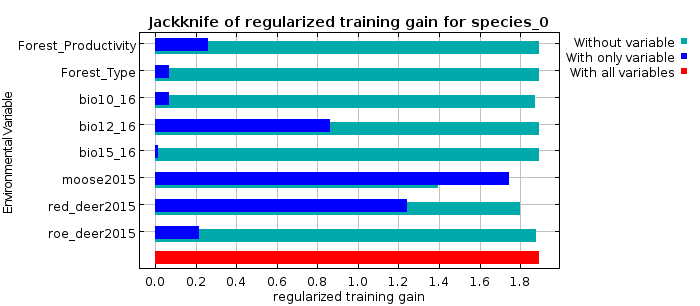 Jackknife of regularized training gain for species_0
Without variable
With only variable
With all variables
Environmental Variable
Forest_Productivity
Forest_Type
bio10_16
bio12_16
bio15_16
moose2015
red_deer2015
roe_deer2015
0.0 0.2 0.4 0.6 0.8 1.0 1.2 1.4 1.6 1.8
regularized training gain